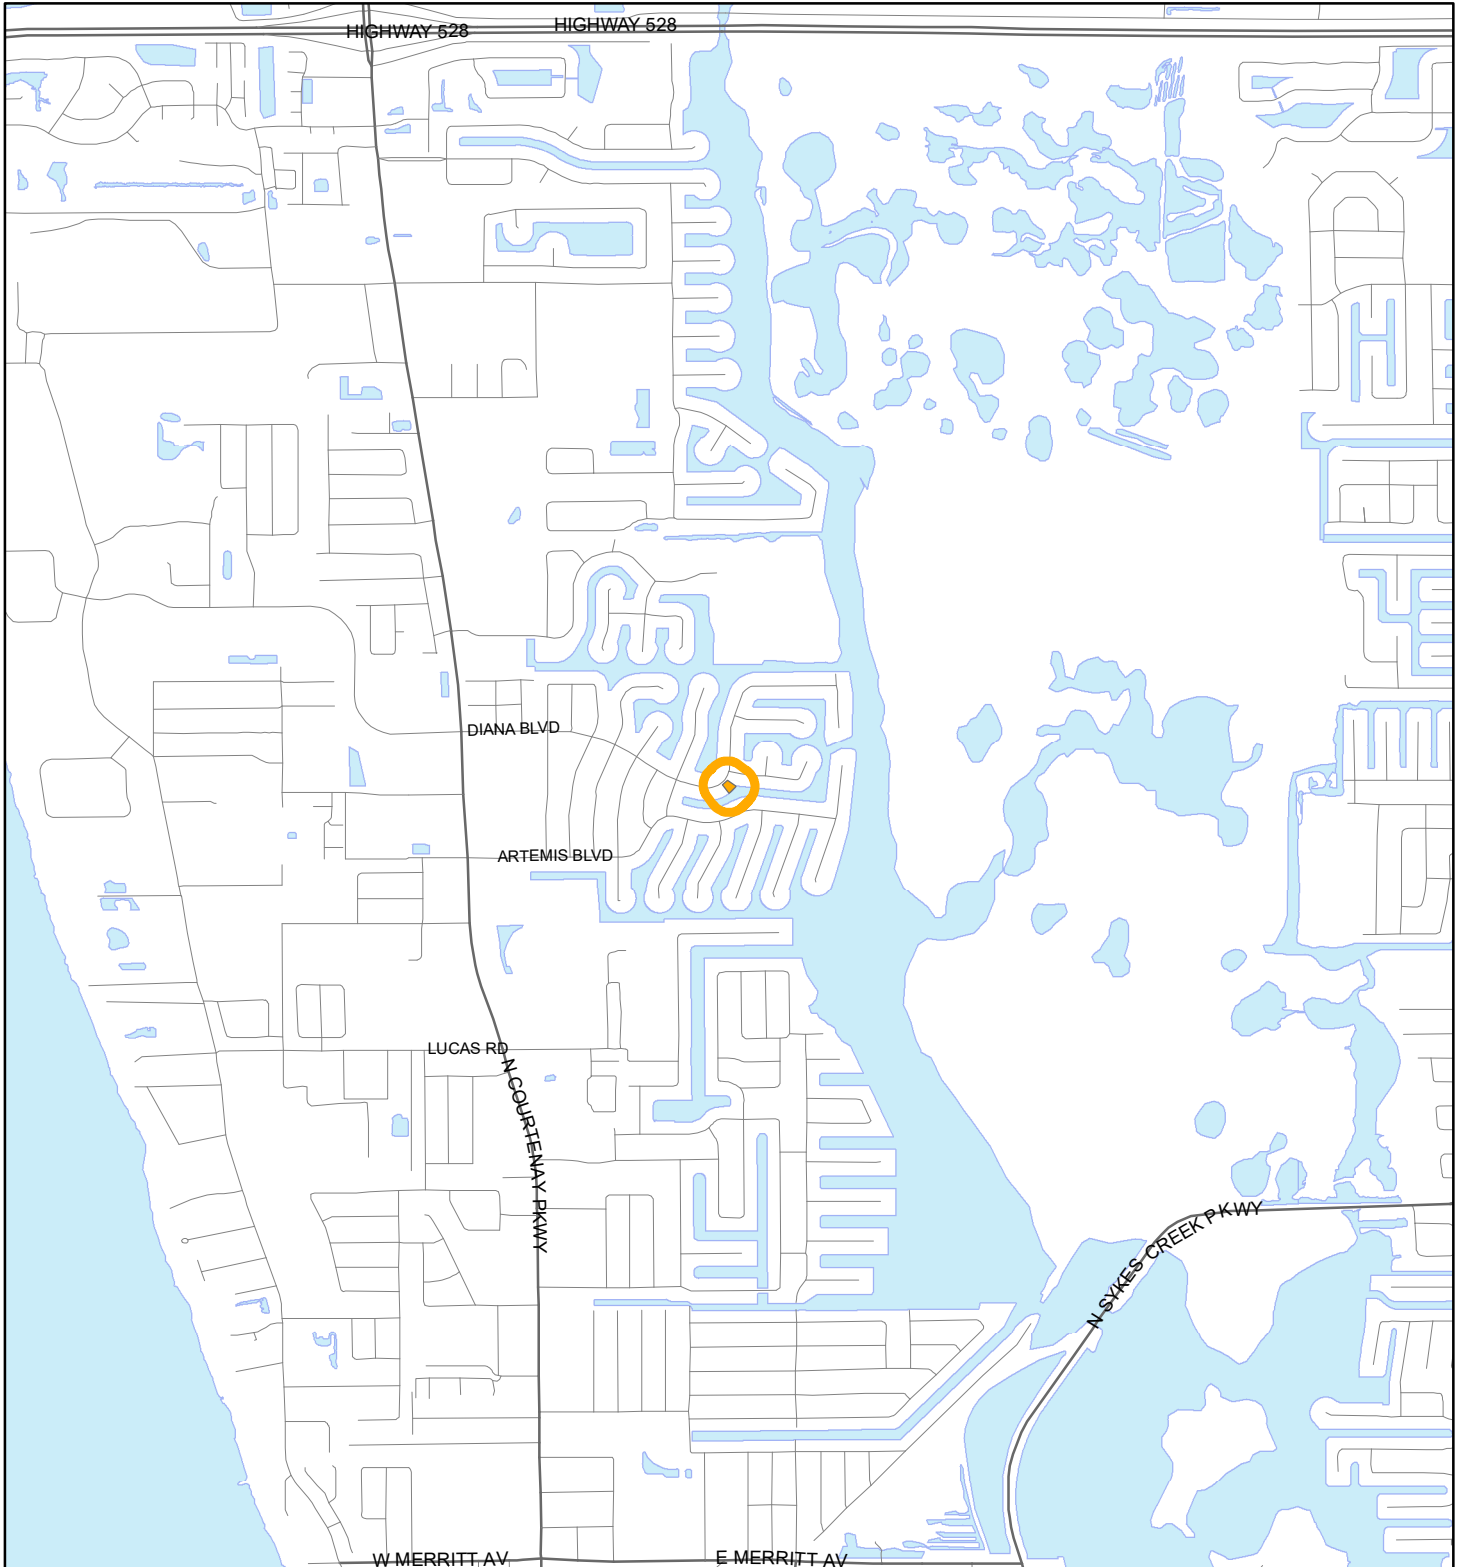 HIGHWAY 528
HIGHWAY 528
DIANA BLVD
ARTEMIS BLVD
LUCAS RD
N COURTENAY PKWY
N SYKES CREEK PKWY
W MERRITT AV
E MERRITT AV